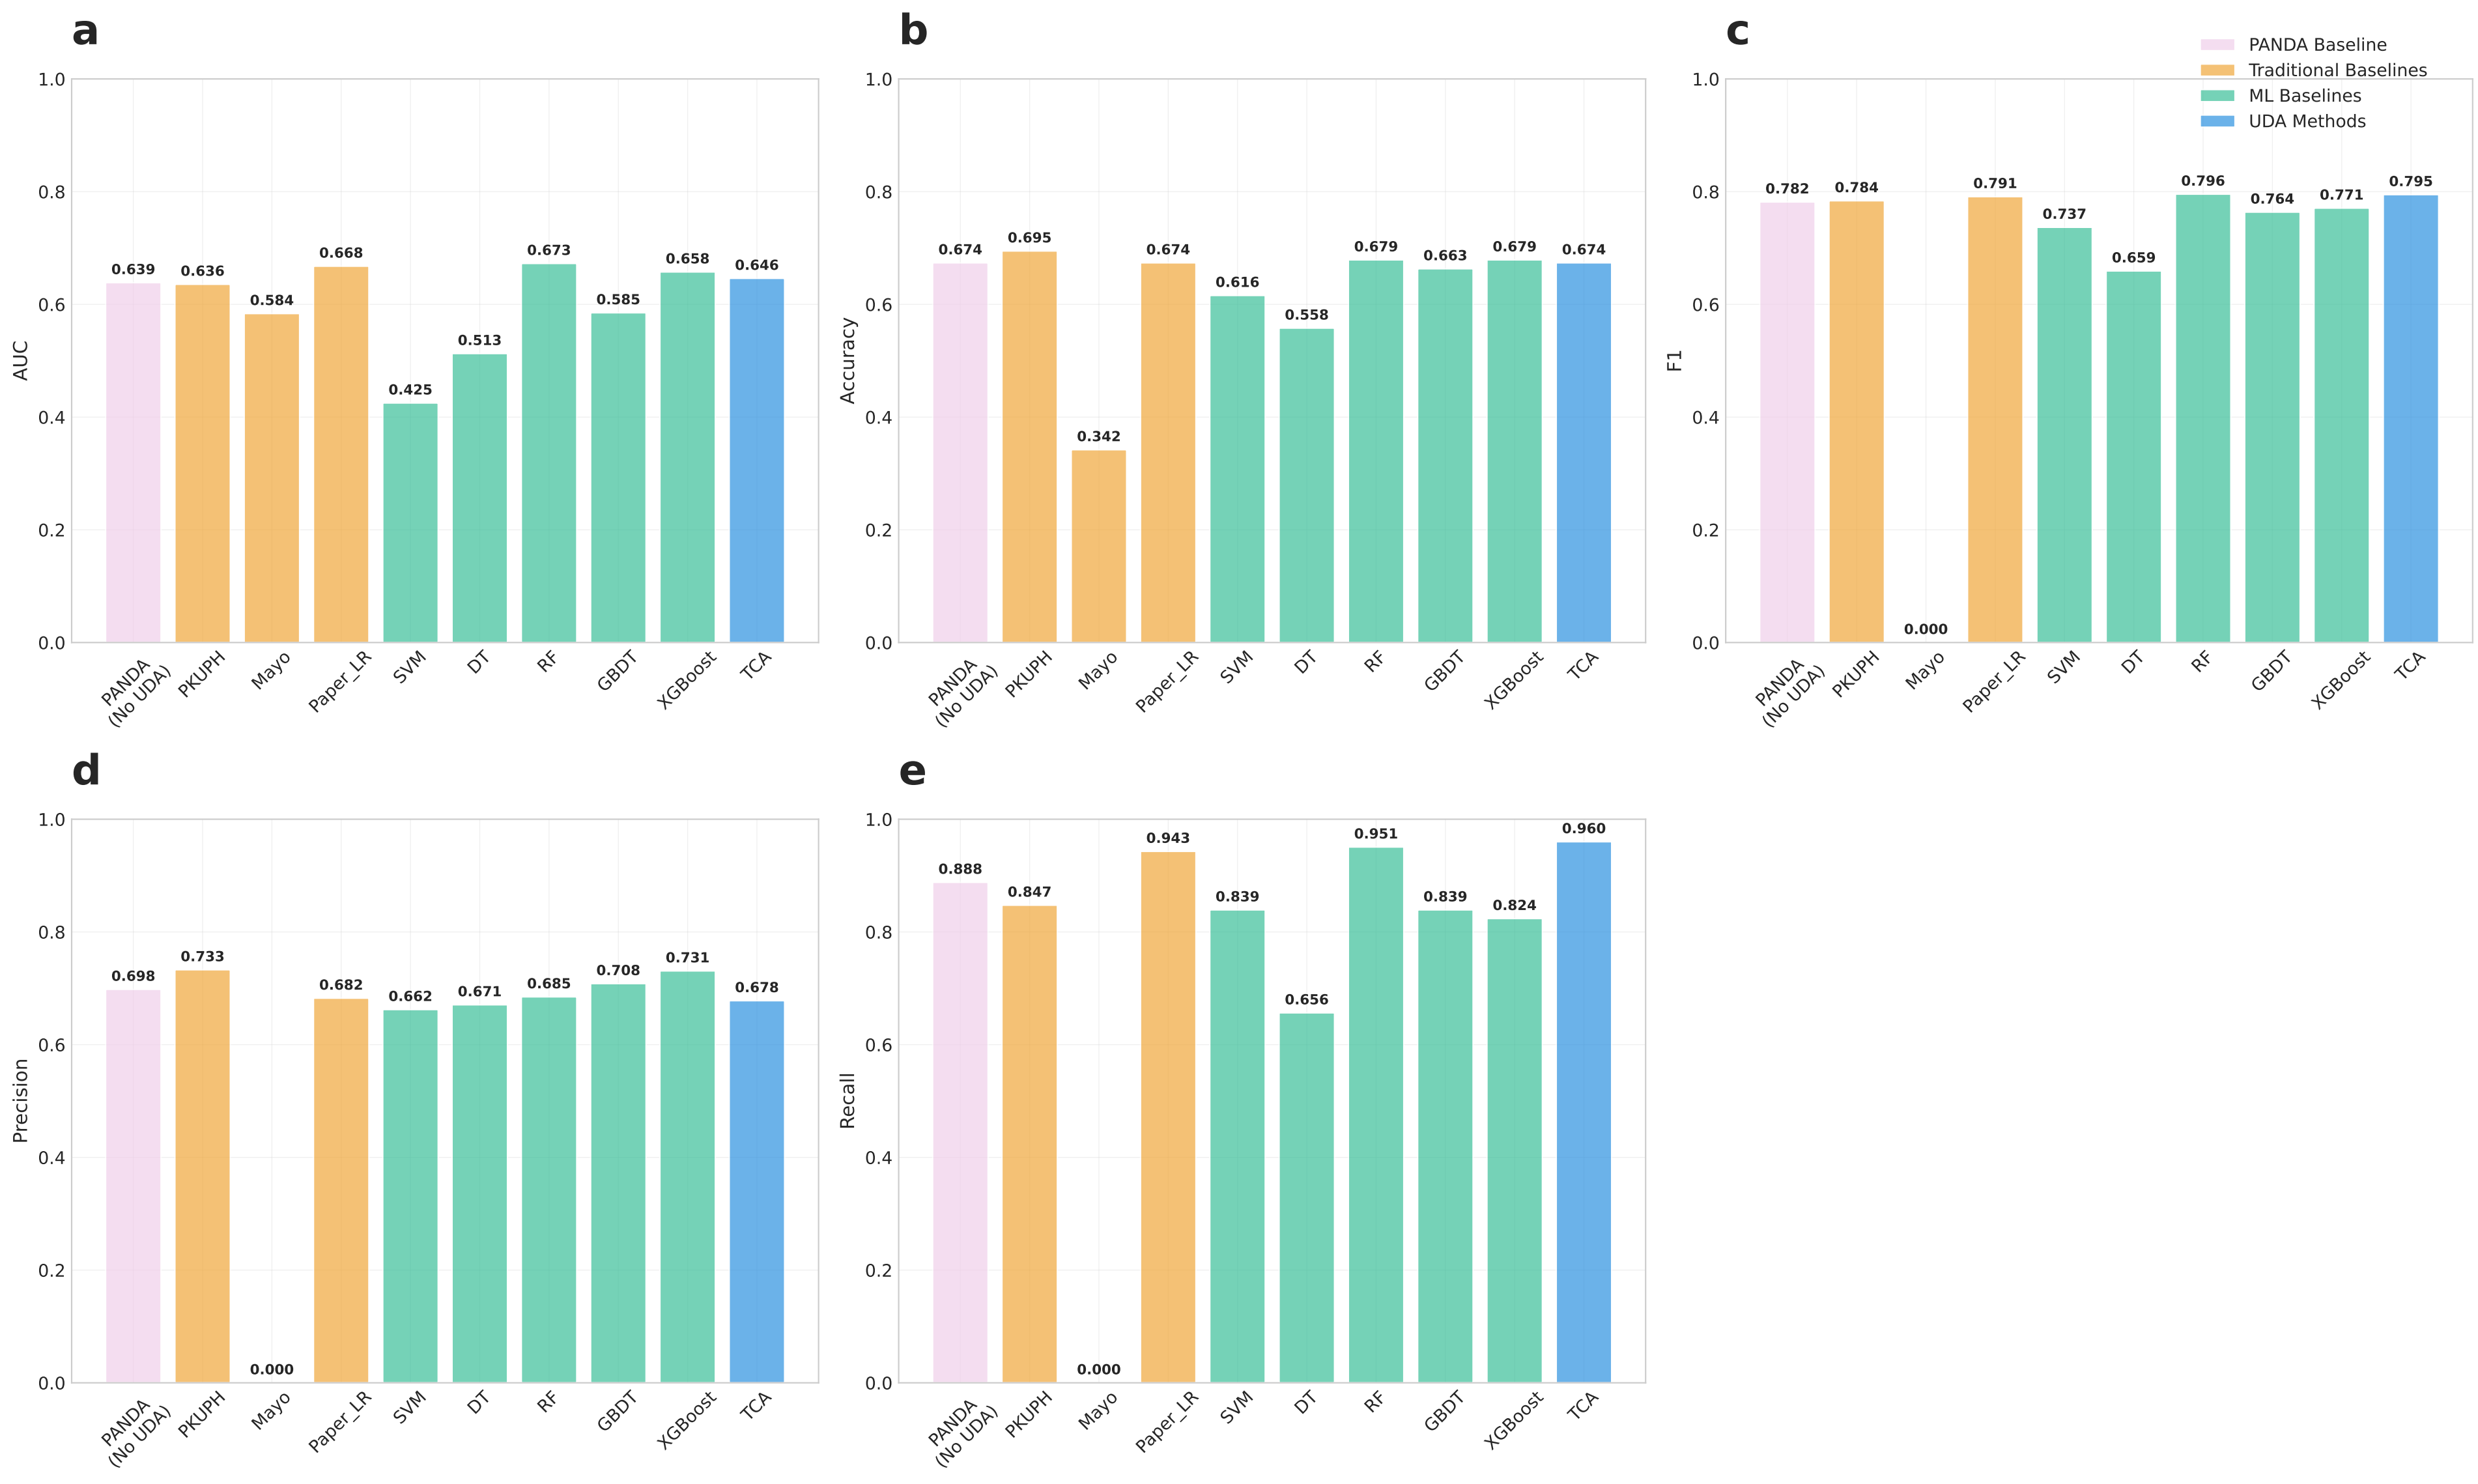 a
1.0
0.8
0.6
0.4
0.2
0.0
AUC
0.639
0.636
0.584
0.668
0.425
0.513
0.673
0.585
0.658
0.646
PANDA
(No UDA)
PKUPH
Mayo
Paper_LR
SVM
DT
RF
GBDT
XGBoost
TCA
b
1.0
0.8
0.6
0.4
0.2
0.0
Accuracy
0.674
0.695
0.342
0.674
0.616
0.558
0.679
0.663
0.679
0.674
PANDA
(No UDA)
PKUPH
Mayo
Paper_LR
SVM
DT
RF
GBDT
XGBoost
TCA
c
PANDA Baseline
Traditional Baselines
ML Baselines
UDA Methods
1.0
0.8
0.6
0.4
0.2
0.0
F1
0.782
0.784
0.000
0.791
0.737
0.659
0.796
0.764
0.771
0.795
PANDA
(No UDA)
PKUPH
Mayo
Paper_LR
SVM
DT
RF
GBDT
XGBoost
TCA
d
1.0
0.8
0.6
0.4
0.2
0.0
Precision
0.698
0.733
0.000
0.682
0.662
0.671
0.685
0.708
0.731
0.678
PANDA
(No UDA)
PKUPH
Mayo
Paper_LR
SVM
DT
RF
GBDT
XGBoost
TCA
e
1.0
0.8
0.6
0.4
0.2
0.0
Recall
0.888
0.847
0.000
0.943
0.839
0.656
0.951
0.839
0.824
0.960
PANDA
(No UDA)
PKUPH
Mayo
Paper_LR
SVM
DT
RF
GBDT
XGBoost
TCA